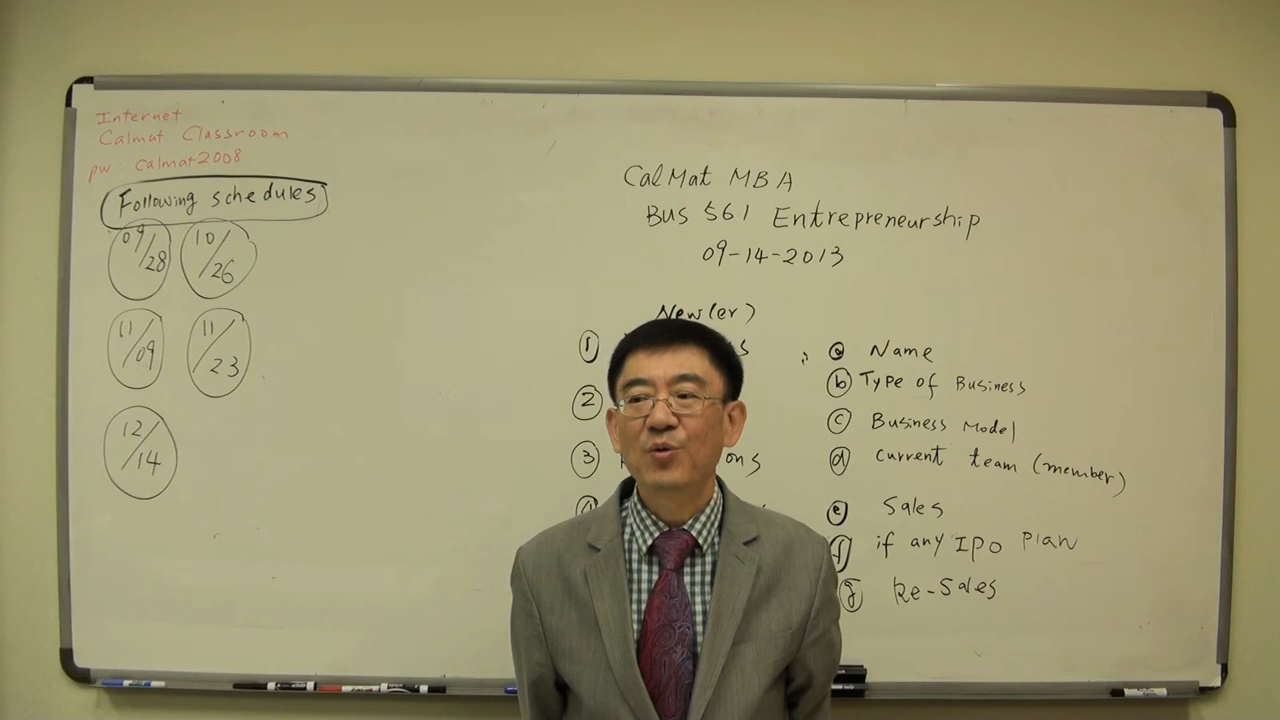 Internet
Calmat Classroom
pw: Calmat2008
Following schedules
09/28
10/26
11/09
11/23
12/14
CalMat MBA
BUS 561 Entrepreneurship
09-14-2013
New(er)
1
2
3
a Name
b Type of Business
c Business Model
d current team (member)
e Sales
f if any IPO Plan
g Re-Sales